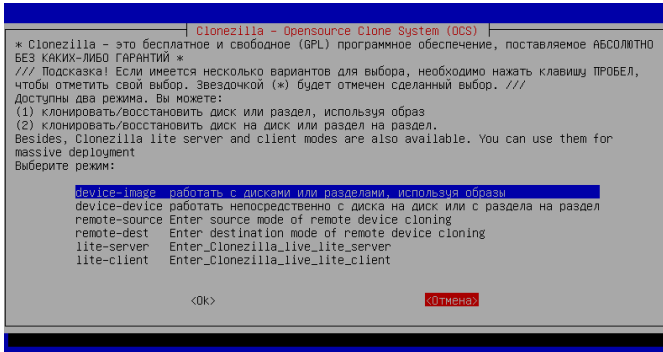 Clonezilla - Opensource Clone System (OCS)
* Clonezilla - это бесплатное и свободное (GPL) программное обеспечение, поставляемое АБСОЛЮТНО
БЕЗ КАКИХ-ЛИБО ГАРАНТИЙ *
/// Подсказка! Если имеется несколько вариантов для выбора, необходимо нажать клавишу ПРОБЕЛ,
чтобы отметить свой выбор. Звездочкой (*) будет отмечен сделанный выбор. ///
Доступны два режима. Вы можете:
(1) клонировать/восстановить диск или раздел, используя образ
(2) клонировать/восстановить диск на диск или раздел на раздел.
Besides, Clonezilla lite server and client modes are also available. You can use them for
massive deployment
Выберите режим:
device-image работать с дисками или разделами, используя образы
device-device работать непосредственно с диска на диск или с раздела на раздел
remote-source Enter source mode of remote device cloning
remote-dest Enter destination mode of remote device cloning
lite-server Enter_Clonezilla_live_lite_server
lite-client Enter_Clonezilla_live_lite_client
<Ok> <Отмена>